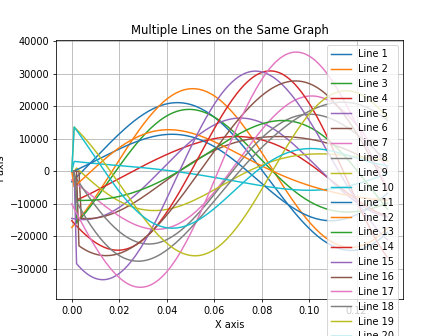 Multiple Lines on the Same Graph
40000
30000
20000
10000
0
−10000
−20000
−30000
0.00
0.02
0.04
0.06
0.08
0.10
X axis
Line 1
Line 2
Line 3
Line 4
Line 5
Line 6
Line 7
Line 8
Line 9
Line 10
Line 11
Line 12
Line 13
Line 14
Line 15
Line 16
Line 17
Line 18
Line 19
Line 20